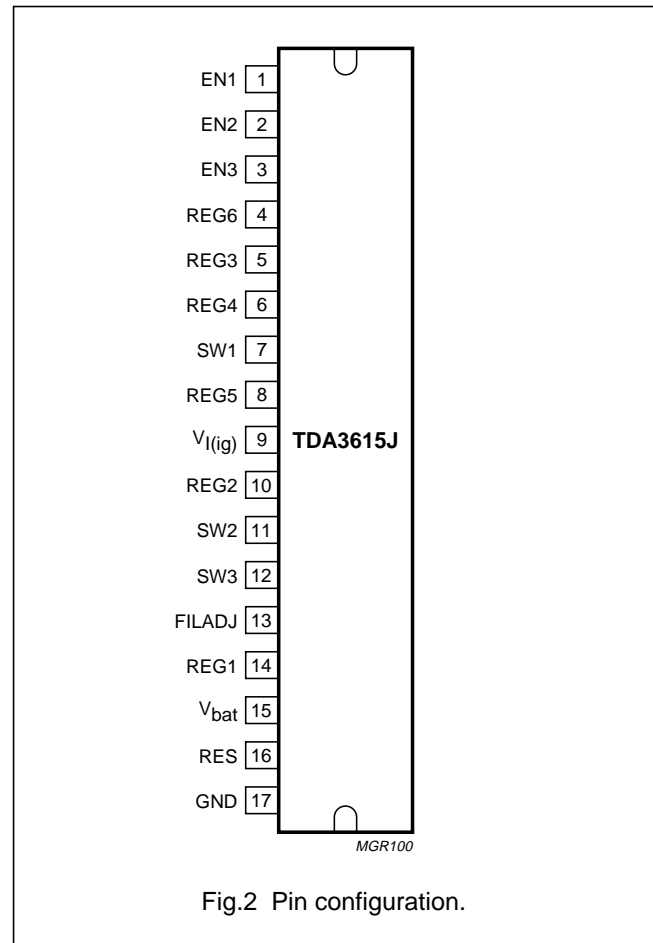 EN1 1
EN2 2
EN3 3
REG6 4
REG3 5
REG4 6
SW1 7
REG5 8
VI(ig) 9 TDA3615J
REG2 10
SW2 11
SW3 12
FILADJ 13
REG1 14
Vbat 15
RES 16
GND 17
MGR100
Fig.2 Pin configuration.